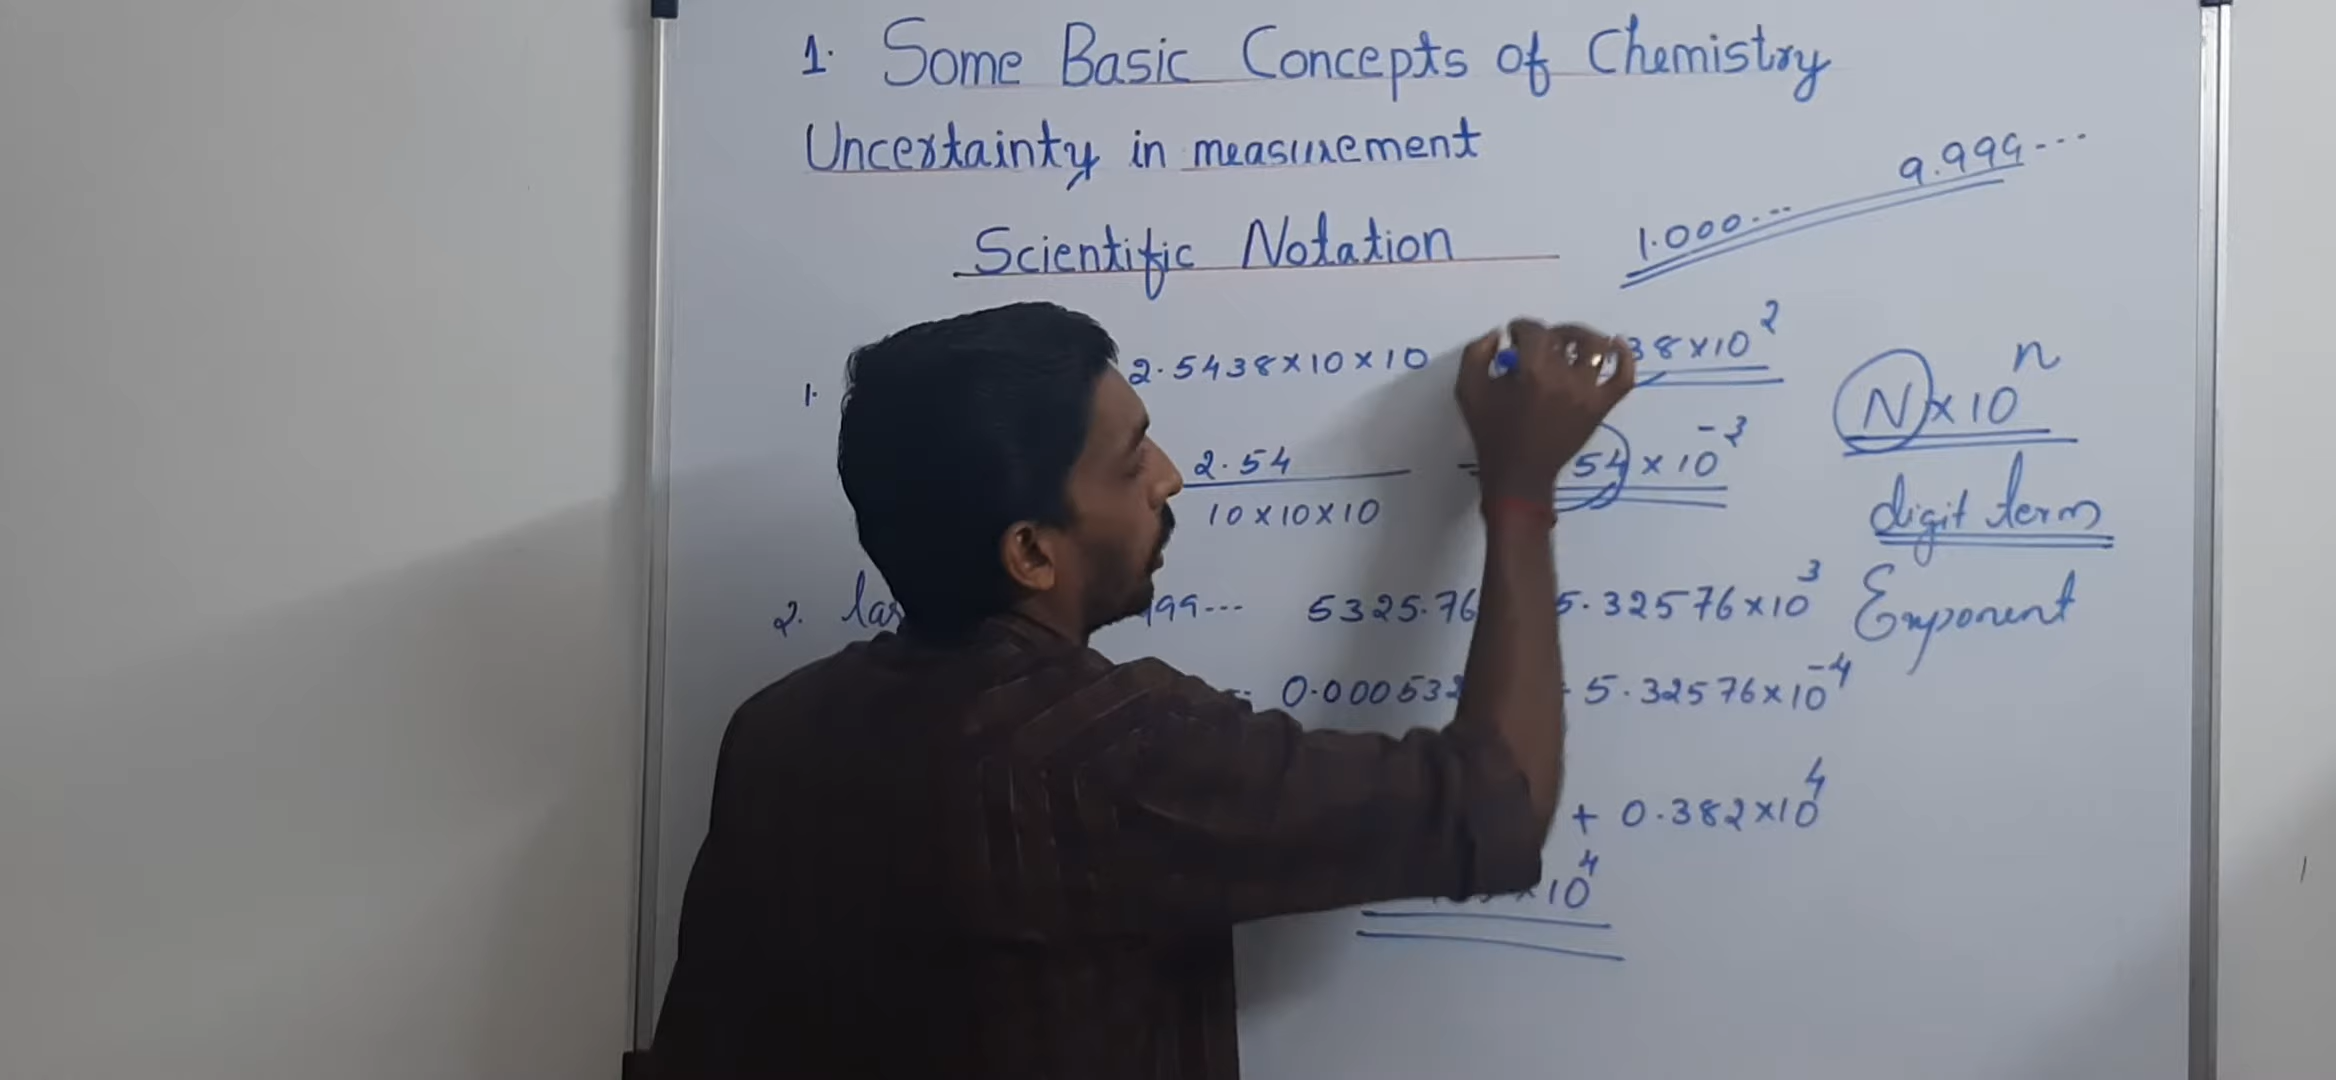 1. Some Basic Concepts of Chemistry
Uncertainty in measurement
9.999---
1.000---
Scientific Notation
1.
2.5438×10×10
38×10²
N×10ⁿ
2.54
10×10×10
=
54×10⁻³
digit term
2.
99---
5325.76
5.32576×10³
Exponent
0.000532
5.32576×10⁻⁴
+ 0.382×10⁴
×10⁴